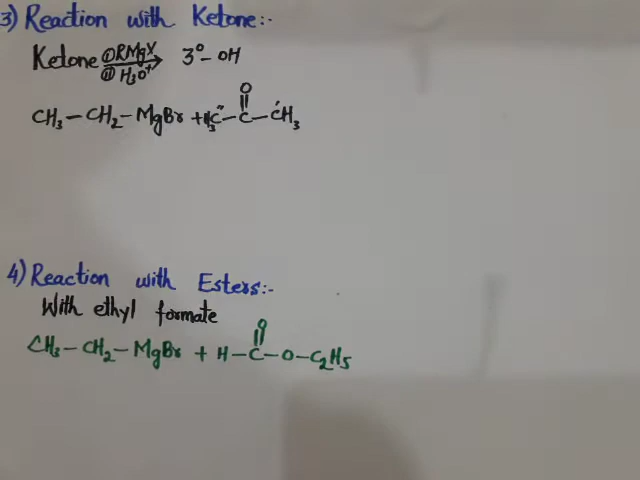 3) Reaction with Ketone:-
Ketone ①RMgX ②H₃O⁺ → 3°-OH
O
CH₃-CH₂-MgBr + H₃C-C-CH₃
4) Reaction with Esters:-
With ethyl formate
O
CH₃-CH₂-MgBr + H-C-O-C₂H₅